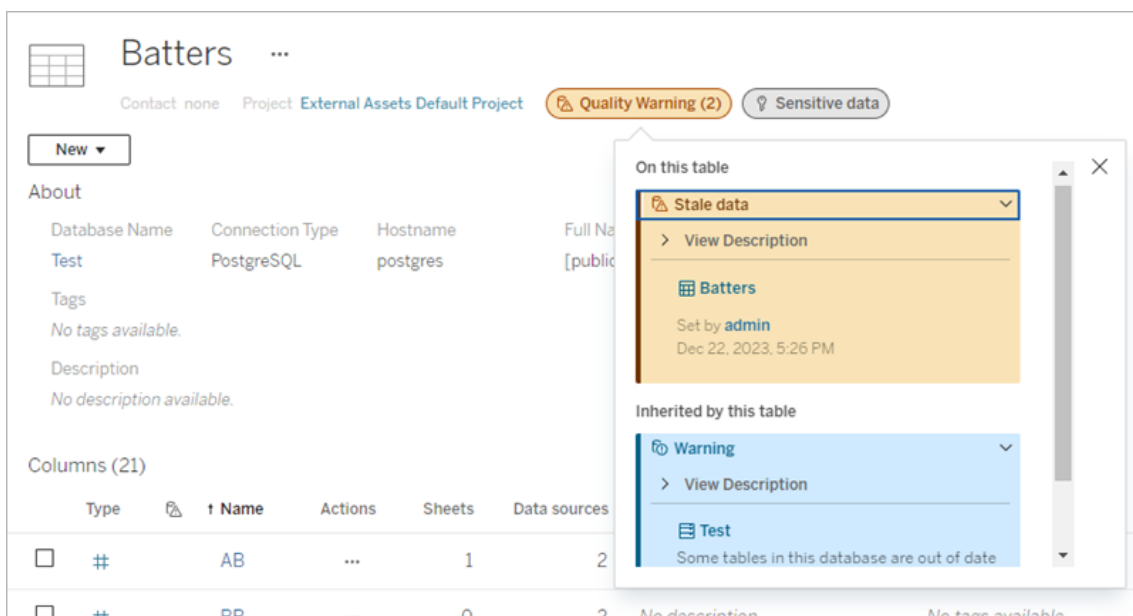 Batters ...
Contact none Project External Assets Default Project Quality Warning (2) Sensitive data
New
About
Database Name Connection Type Hostname Full Na
Test PostgreSQL postgres [public
Tags
No tags available.
Description
No description available.
On this table
Stale data
View Description
Batters
Set by admin
Dec 22, 2023, 5:26 PM
Inherited by this table
Warning
View Description
Test
Some tables in this database are out of date
Columns (21)
Type ↑ Name Actions Sheets Data sources
# AB ... 1 2
# BB 0 2 No description No tags available